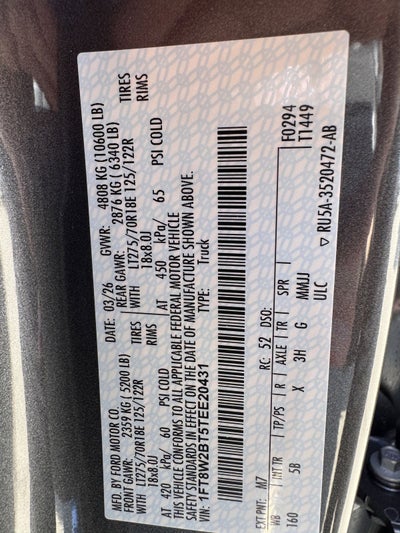 MFD. BY FORD MOTOR CO.
03/26 GVWR: 4808 KG (10600 LB)
FRONT GAWR: 2359 KG (5200 LB) REAR GAWR: 2876 KG (6340 LB)
WITH LT275/70R18E 125/122R TIRES LT275/70R18E 125/122R TIRES
18x8.0J RIMS 18x8.0J RIMS
AT 420 kPa/ 60 PSI COLD AT 450 kPa/ 65 PSI COLD
THIS VEHICLE CONFORMS TO ALL APPLICABLE FEDERAL MOTOR VEHICLE
SAFETY STANDARDS IN EFFECT ON THE DATE OF MANUFACTURE SHOWN ABOVE.
VIN: 1FT8W2BT5TEE20431 TYPE: Truck
F0294
T1449
EXT PNT: M7 RC: 52 DSO:
WB INT TR TP/PS R AXLE TR SPR
160 5B X 3H G MMJJ
ULC
▽ RU5A-3520472-AB